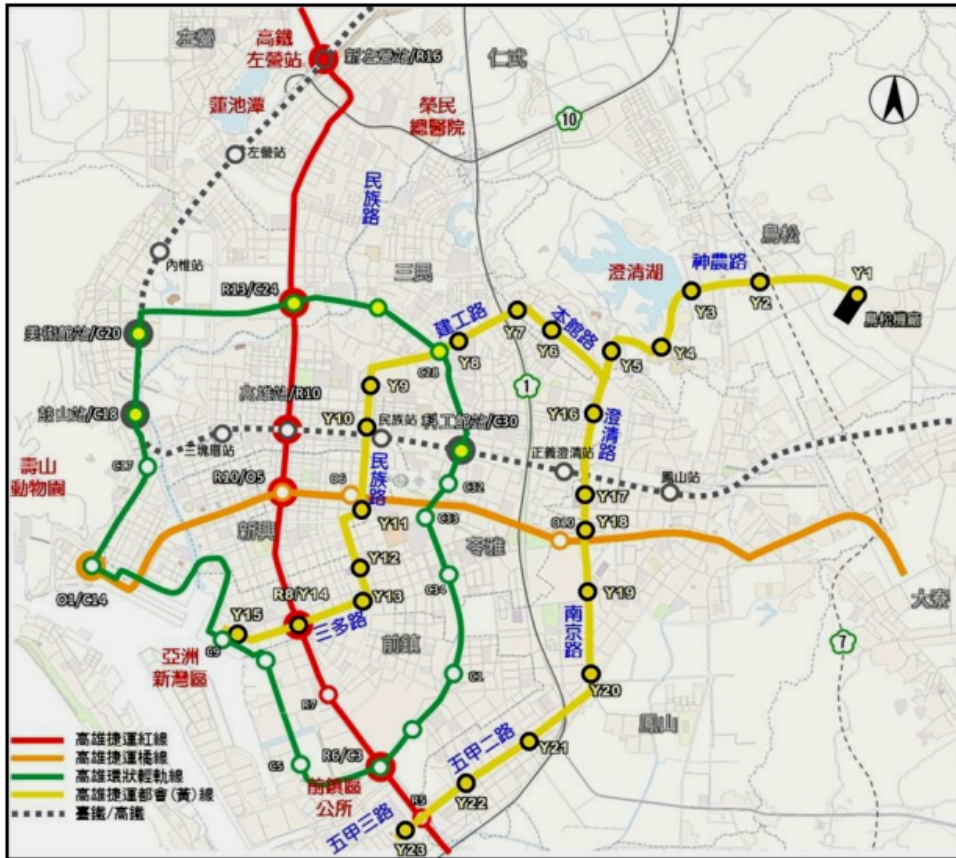 左營
高鐵
左營站
新左營站/R16
仁武
10
蓮池潭
榮民
總醫院
左營站
民族路
鳥松
內惟站
三民
澄清湖
神農路
Y1
Y2
Y3
鳥松機廠
R13/C24
美術館站/C20
建工路
Y7
本館路
Y6
Y8
Y5
Y4
C28
1
Y9
高雄站/R10
鼓山站/C18
Y10
民族站
科工館站/C30
Y16
澄清路
三塊厝站
正義澄清站
鳳山站
C17
壽山
動物園
R10/O5
O6
民族路
C32
Y17
Y11
C33
新興
苓雅
O10
Y18
Y12
C34
O1/C14
R8/Y14
Y13
Y19
大寮
Y15
三多路
南京路
7
C9
前鎮
亞洲
新灣區
C1
Y20
R7
鳳山
高雄捷運紅線
高雄捷運橘線
高雄環狀輕軌線
高雄捷運都會(黃)線
臺鐵/高鐵
R6/C3
C5
五甲二路
Y21
前鎮區
公所
Y22
R5
五甲三路
Y23